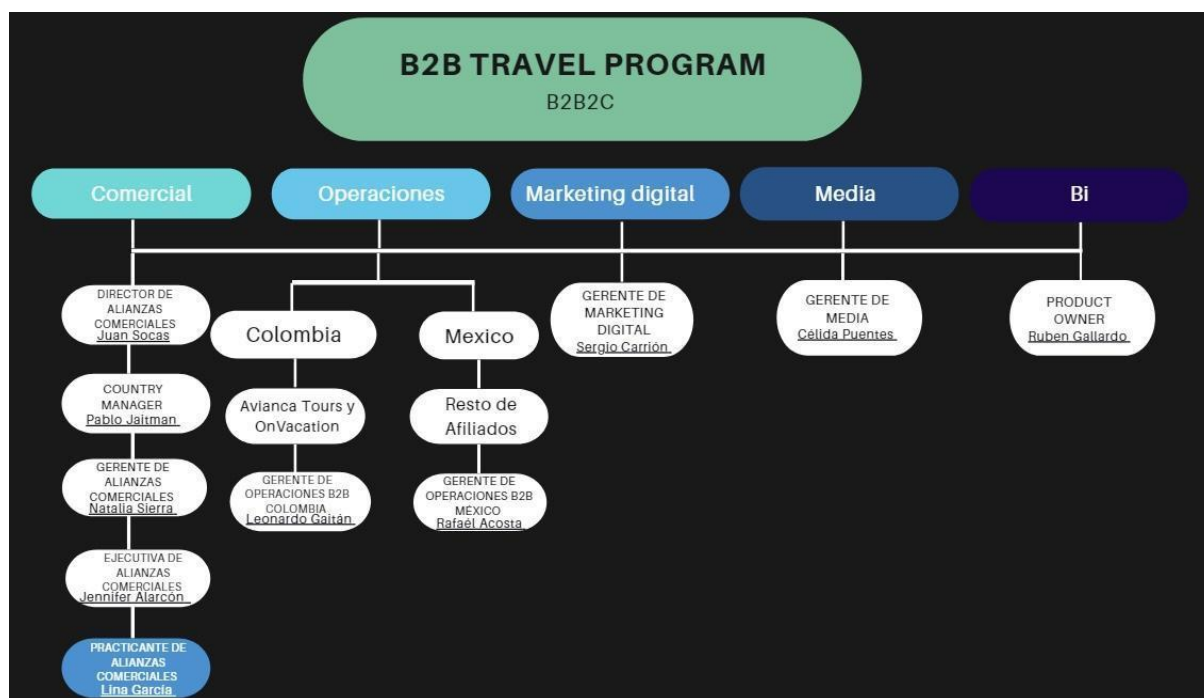 B2B TRAVEL PROGRAM
B2B2C
Comercial
Operaciones
Marketing digital
Media
Bi
DIRECTOR DE
ALIANZAS
COMERCIALES
Juan Socas
COUNTRY
MANAGER
Pablo Jaitman
GERENTE DE
ALIANZAS
COMERCIALES
Natalia Sierra
EJECUTIVA DE
ALIANZAS
COMERCIALES
Jennifer Alarcón
PRACTICANTE DE
ALIANZAS
COMERCIALES
Lina García
Colombia
Avianca Tours y
OnVacation
GERENTE DE
OPERACIONES B2B
COLOMBIA
Leonardo Gaitán
Mexico
Resto de
Afiliados
GERENTE DE
OPERACIONES B2B
MÉXICO
Rafaél Acosta
GERENTE DE
MARKETING
DIGITAL
Sergio Carrión
GERENTE DE
MEDIA
Célida Puentes
PRODUCT
OWNER
Ruben Gallardo